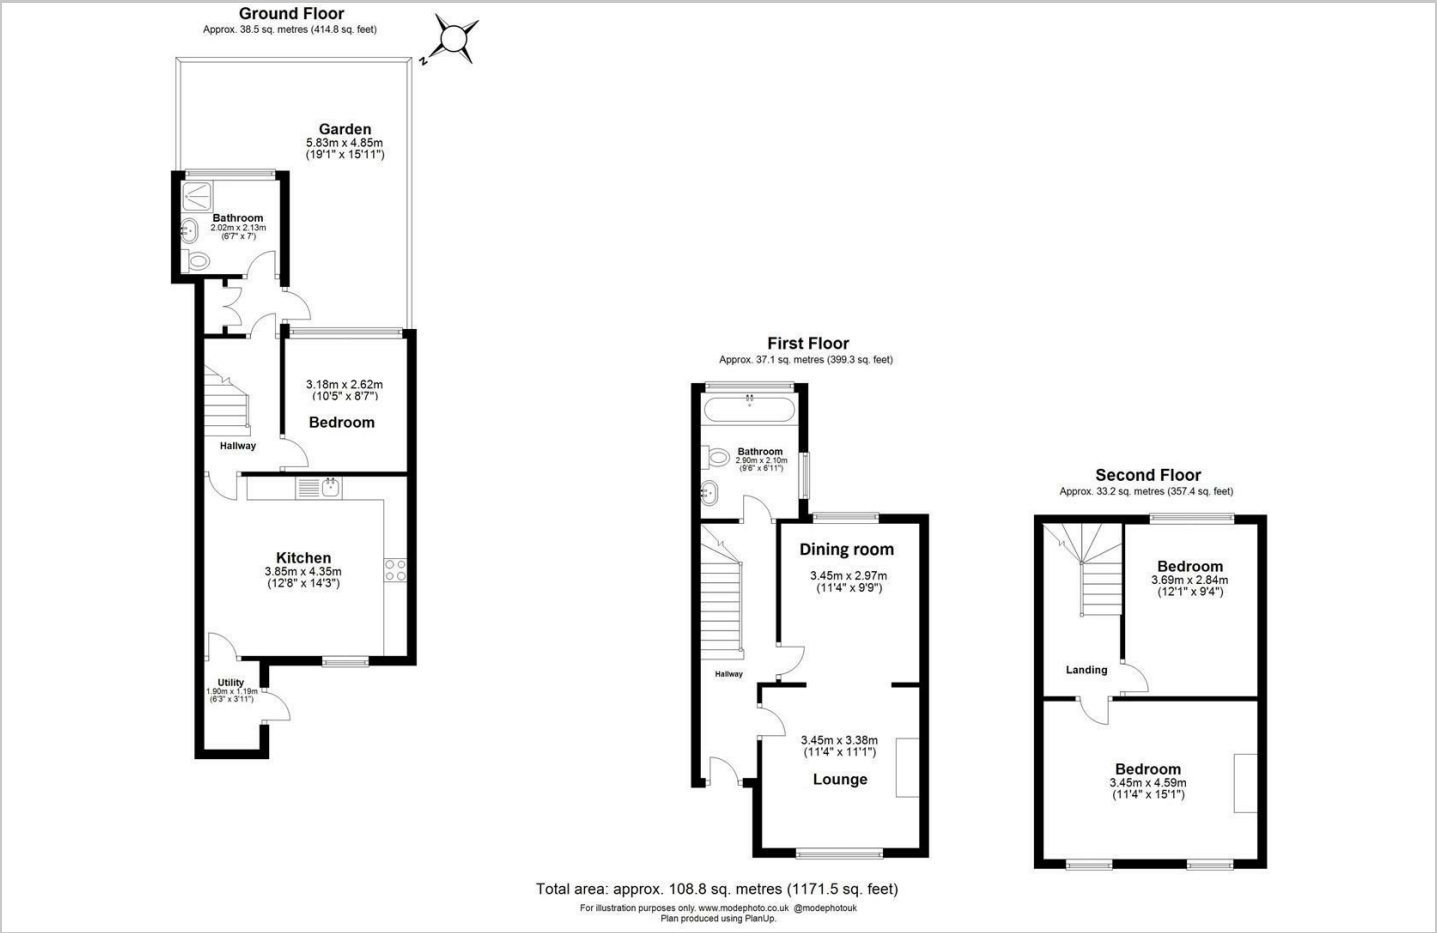 Ground Floor
Approx. 38.5 sq. metres (414.8 sq. feet)
N
Garden
5.83m x 4.85m
(19'1" x 15'11")
Bathroom
2.02m x 2.13m
(6'7" x 7')
3.18m x 2.62m
(10'5" x 8'7")
Bedroom
Hallway
Kitchen
3.85m x 4.35m
(12'8" x 14'3")
Utility
1.90m x 1.19m
(6'3" x 3'11")
First Floor
Approx. 37.1 sq. metres (399.3 sq. feet)
Bathroom
2.90m x 2.10m
(9'6" x 6'11")
Dining room
3.45m x 2.97m
(11'4" x 9'9")
Hallway
3.45m x 3.38m
(11'4" x 11'1")
Lounge
Second Floor
Approx. 33.2 sq. metres (357.4 sq. feet)
Bedroom
3.69m x 2.84m
(12'1" x 9'4")
Landing
Bedroom
3.45m x 4.59m
(11'4" x 15'1")
Total area: approx. 108.8 sq. metres (1171.5 sq. feet)
For illustration purposes only. www.modephoto.co.uk @modephotouk
Plan produced using PlanUp.